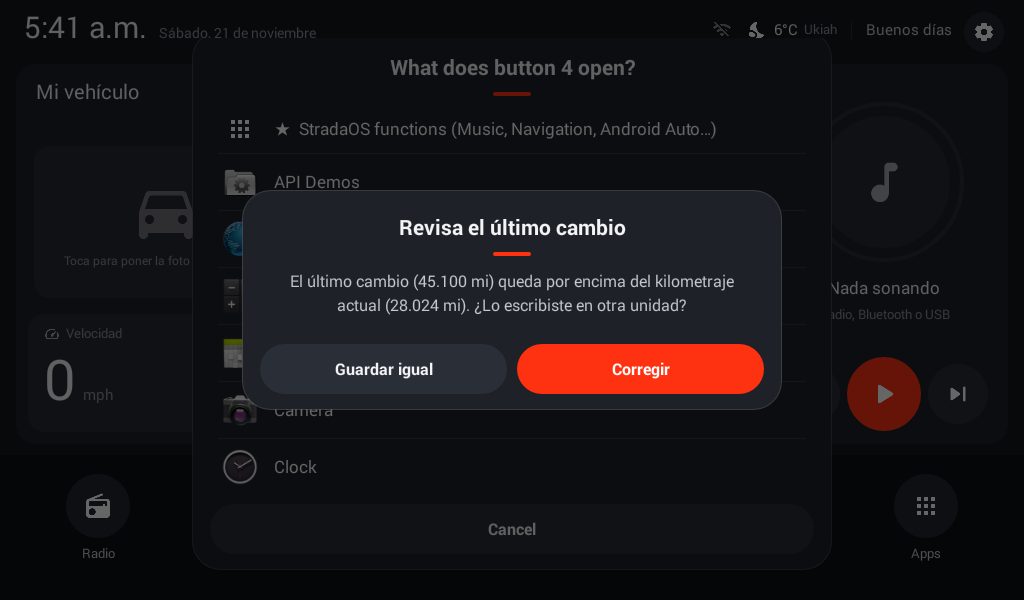 5:41 a.m.
Sábado. 21 de noviembre
6°C Ukiah
Buenos días
Mi vehículo
What does button 4 open?
★ StradaOS functions (Music, Navigation, Android Auto…)
API Demos
Revisa el último cambio
El último cambio (45.100 mi) queda por encima del kilometraje
actual (28.024 mi). ¿Lo escribiste en otra unidad?
Guardar igual
Corregir
Camera
Clock
Cancel
Toca para poner la foto
Velocidad
0 mph
Nada sonando
adio, Bluetooth o USB
Radio
Apps